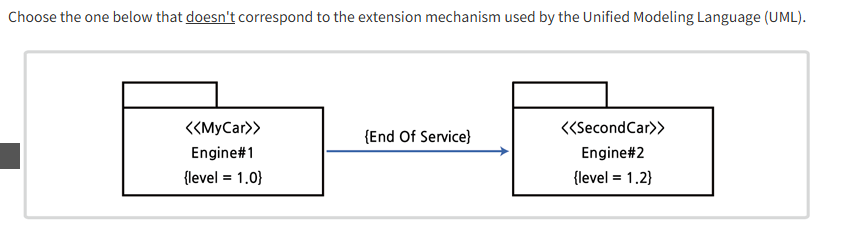 Choose the one below that doesn't correspond to the extension mechanism used by the Unified Modeling Language (UML).
<<MyCar>>
Engine#1
{level = 1.0}
{End Of Service}
<<SecondCar>>
Engine#2
{level = 1.2}